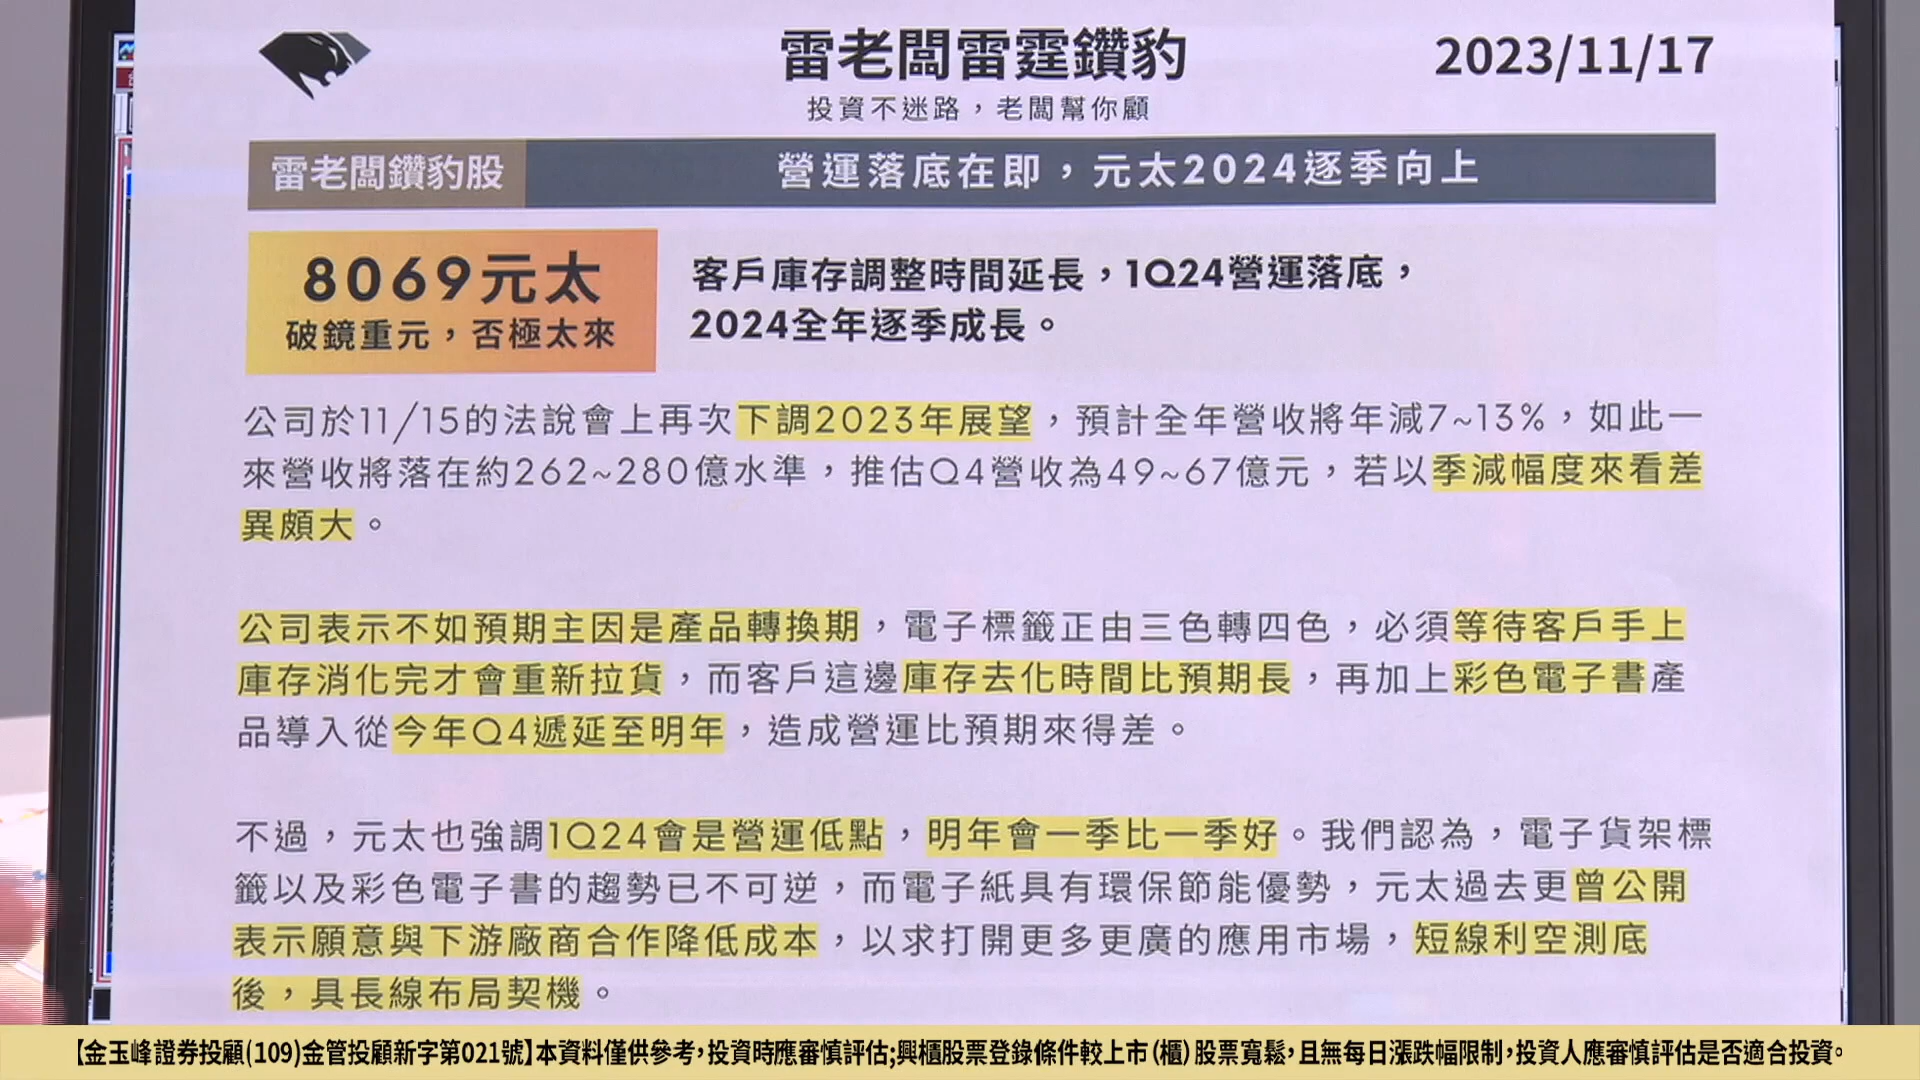 雷老闆雷霆鑽豹
2023/11/17
投資不迷路，老闆幫你顧
雷老闆鑽豹股
營運落底在即，元太2024逐季向上
8069元太
破鏡重元，否極太來
客戶庫存調整時間延長，1Q24營運落底，
2024全年逐季成長。
公司於11/15的法說會上再次下調2023年展望，預計全年營收將年減7~13%，如此一
來營收將落在約262~280億水準，推估Q4營收為49~67億元，若以季減幅度來看差
異頗大。
公司表示不如預期主因是產品轉換期，電子標籤正由三色轉四色，必須等待客戶手上
庫存消化完才會重新拉貨，而客戶這邊庫存去化時間比預期長，再加上彩色電子書產
品導入從今年Q4遞延至明年，造成營運比預期來得差。
不過，元太也強調1Q24會是營運低點，明年會一季比一季好。我們認為，電子貨架標
籤以及彩色電子書的趨勢已不可逆，而電子紙具有環保節能優勢，元太過去更曾公開
表示願意與下游廠商合作降低成本，以求打開更多更廣的應用市場，短線利空測底
後，具長線布局契機。
【金玉峰證券投顧(109)金管投顧新字第021號】本資料僅供參考，投資時應審慎評估;興櫃股票登錄條件較上市(櫃)股票寬鬆，且無每日漲跌幅限制，投資人應審慎評估是否適合投資。